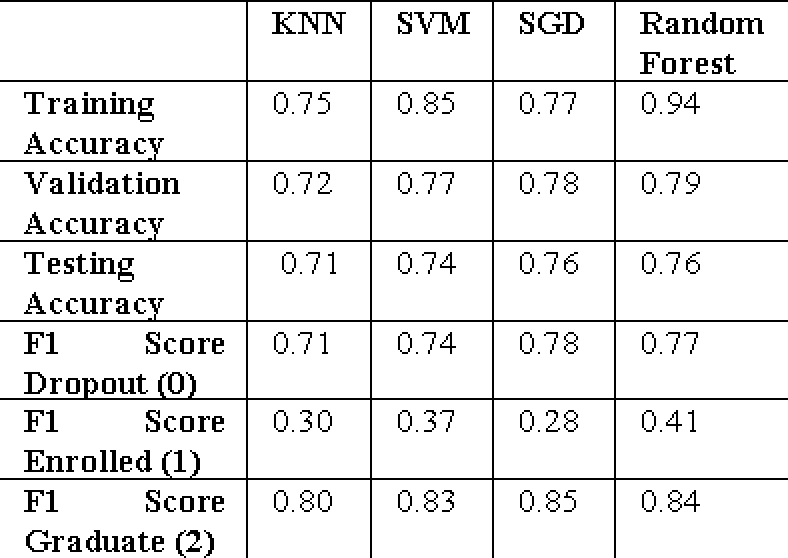 KNN SVM SGD Random
Forest
Training 0.75 0.85 0.77 0.94
Accuracy
Validation 0.72 0.77 0.78 0.79
Accuracy
Testing 0.71 0.74 0.76 0.76
Accuracy
F1 Score 0.71 0.74 0.78 0.77
Dropout (0)
F1 Score 0.30 0.37 0.28 0.41
Enrolled (1)
F1 Score 0.80 0.83 0.85 0.84
Graduate (2)